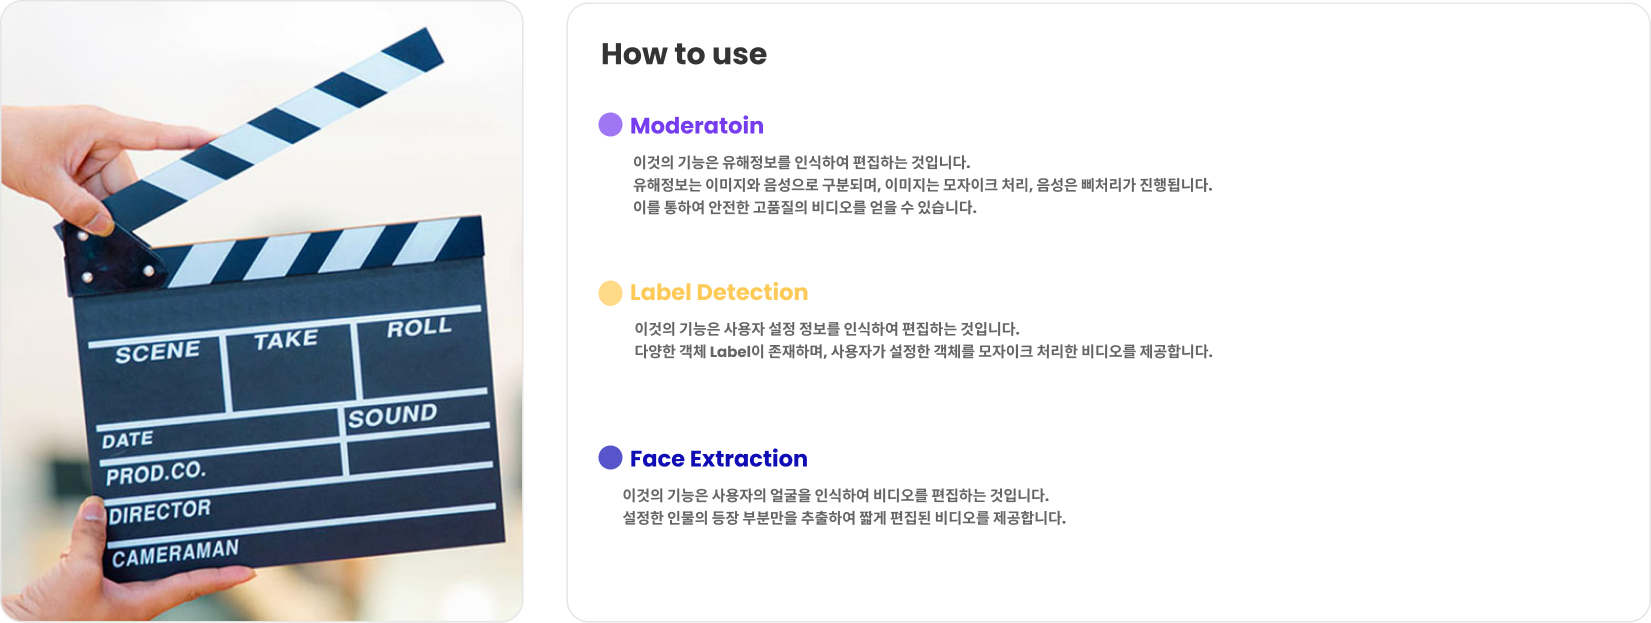 SCENE
TAKE
ROLL
SOUND
DATE
PROD.CO.
DIRECTOR
CAMERAMAN
How to use
Moderatoin
이것의 기능은 유해정보를 인식하여 편집하는 것입니다.
유해정보는 이미지와 음성으로 구분되며, 이미지는 모자이크 처리, 음성은 삐처리가 진행됩니다.
이를 통하여 안전한 고품질의 비디오를 얻을 수 있습니다.
Label Detection
이것의 기능은 사용자 설정 정보를 인식하여 편집하는 것입니다.
다양한 객체 Label이 존재하며, 사용자가 설정한 객체를 모자이크 처리한 비디오를 제공합니다.
Face Extraction
이것의 기능은 사용자의 얼굴을 인식하여 비디오를 편집하는 것입니다.
설정한 인물의 등장 부분만을 추출하여 짧게 편집된 비디오를 제공합니다.